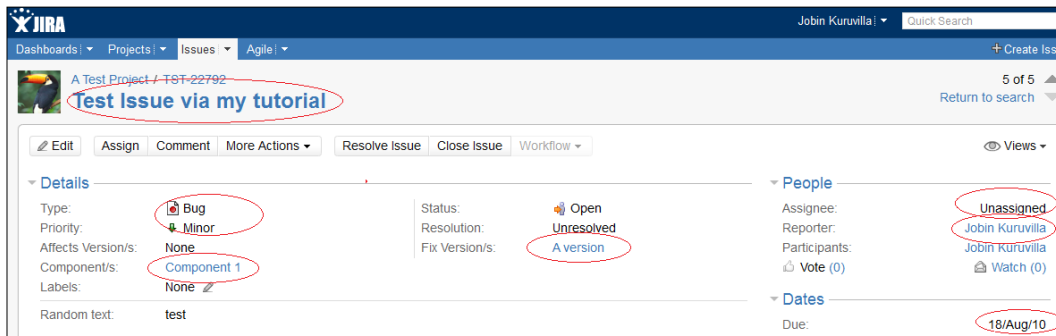 JIRA Jobin Kuruvilla Quick Search
Dashboards Projects Issues Agile + Create Iss
A Test Project / TST-22792 5 of 5
Test Issue via my tutorial Return to search
Edit Assign Comment More Actions Resolve Issue Close Issue Workflow Views
Details People
Type: Bug Status: Open Assignee: Unassigned
Priority: Minor Resolution: Unresolved Reporter: Jobin Kuruvilla
Affects Version/s: None Fix Version/s: A version Participants: Jobin Kuruvilla
Component/s: Component 1 Vote (0) Watch (0)
Labels: None
Dates
Random text: test Due: 18/Aug/10